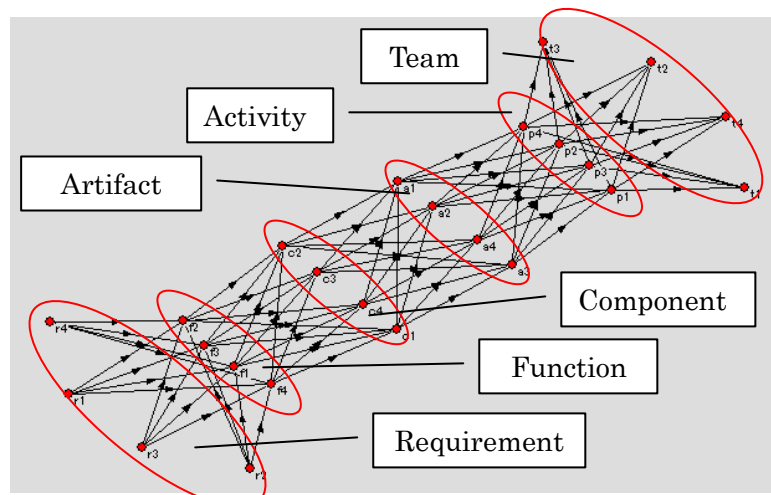 t3
Team
t2
Activity
p4
t4
p2
Artifact
p3
a1
p1
t1
a2
a4
c2
a3
c3
Component
c4
f2
r4
c1
f3
Function
f1
f4
r1
Requirement
r3
r2